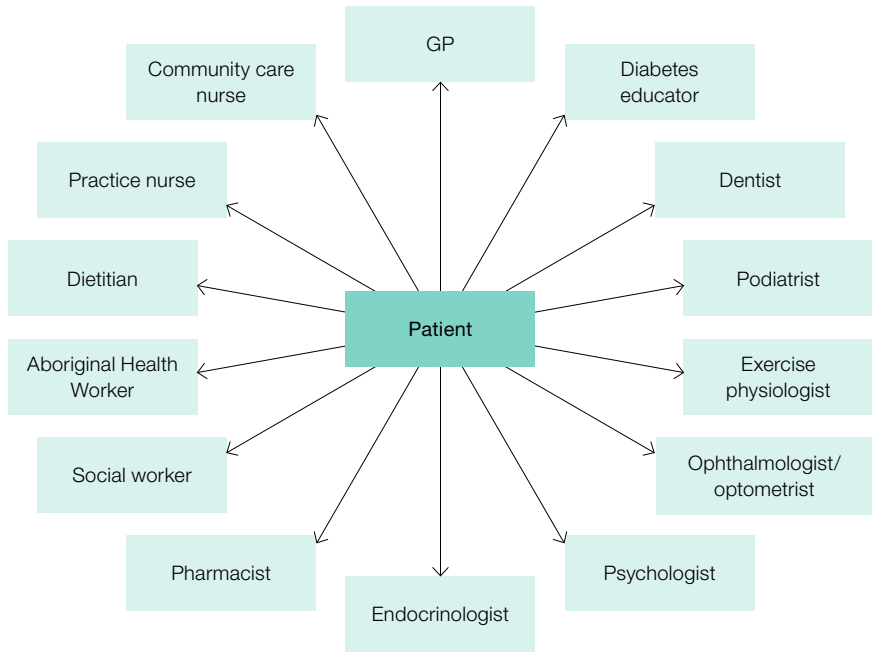 GP
Community care
nurse
Diabetes
educator
Practice nurse
Dentist
Dietitian
Podiatrist
Patient
Aboriginal Health
Worker
Exercise
physiologist
Social worker
Ophthalmologist/
optometrist
Pharmacist
Psychologist
Endocrinologist